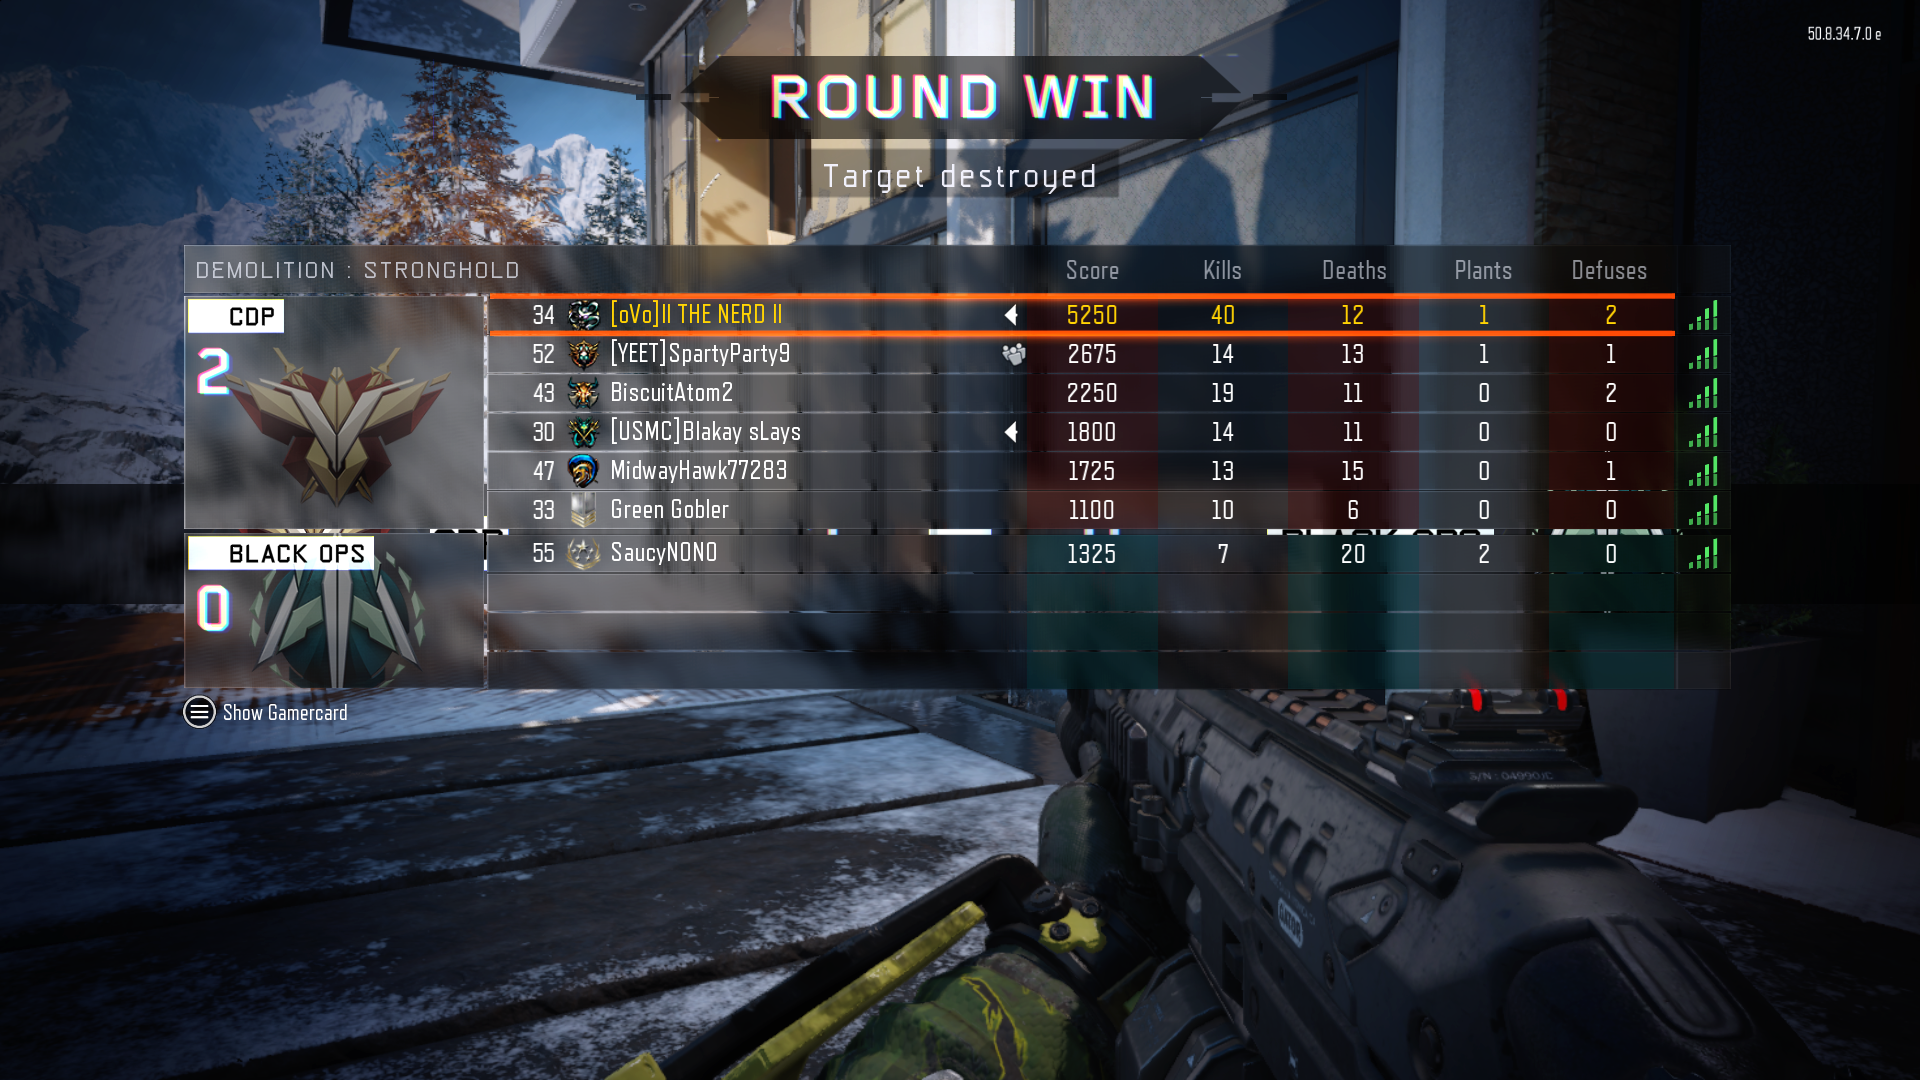 50.8.34.7.0 e
ROUND WIN
Target destroyed
DEMOLITION : STRONGHOLD Score Kills Deaths Plants Defuses
CDP
2
34 [oVo]II THE NERD II 5250 40 12 1 2
52 [YEET]SpartyParty9 2675 14 13 1 1
43 BiscuitAtom2 2250 19 11 0 2
30 [USMC]Blakay sLays 1800 14 11 0 0
47 MidwayHawk77283 1725 13 15 0 1
33 Green Gobler 1100 10 6 0 0
BLACK OPS
0
55 SaucyNONO 1325 7 20 2 0
Show Gamercard
S/N: 04990JC
GATOR